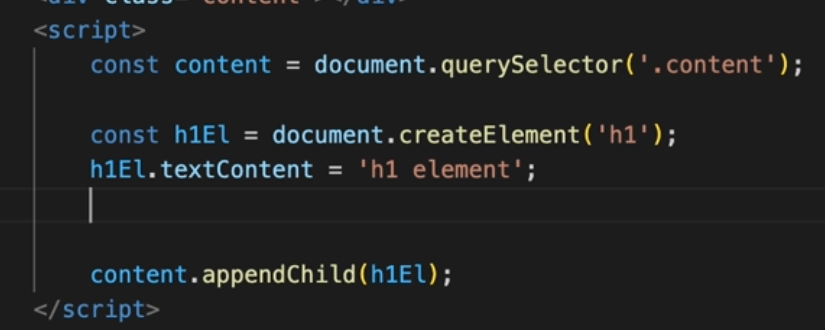 <script>
const content = document.querySelector('.content');
const h1El = document.createElement('h1');
h1El.textContent = 'h1 element';
content.appendChild(h1El);
</script>